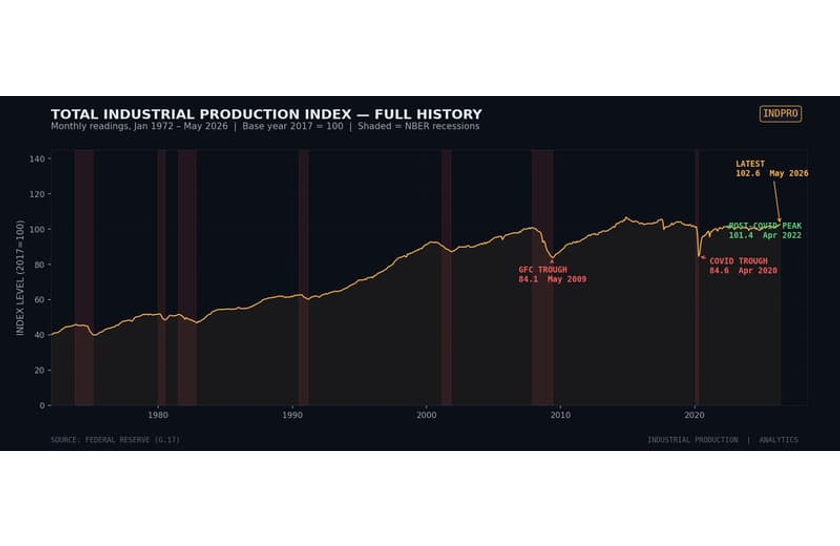 TOTAL INDUSTRIAL PRODUCTION INDEX — FULL HISTORY
INDPRO
Monthly readings, Jan 1972 – May 2026 | Base year 2017 = 100 | Shaded = NBER recessions
INDEX LEVEL (2017=100)
140
120
100
80
60
40
20
0
LATEST
102.6 May 2026
POST-COVID PEAK
101.4 Apr 2022
COVID TROUGH
84.6 Apr 2020
GFC TROUGH
84.1 May 2009
1980
1990
2000
2010
2020
SOURCE: FEDERAL RESERVE (G.17)
INDUSTRIAL PRODUCTION | ANALYTICS